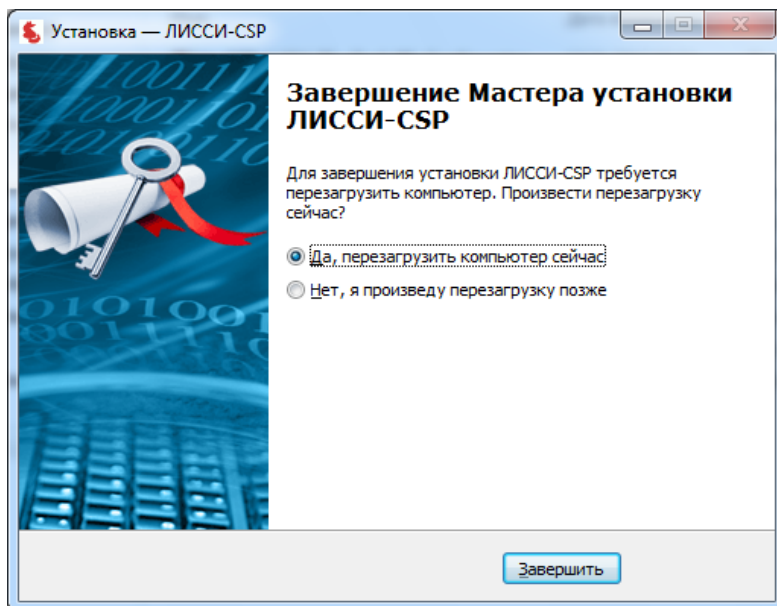 Установка — ЛИССИ-CSP
Завершение Мастера установки
ЛИССИ-CSP
Для завершения установки ЛИССИ-CSP требуется
перезагрузить компьютер. Произвести перезагрузку
сейчас?
Да, перезагрузить компьютер сейчас
Нет, я произведу перезагрузку позже
Завершить